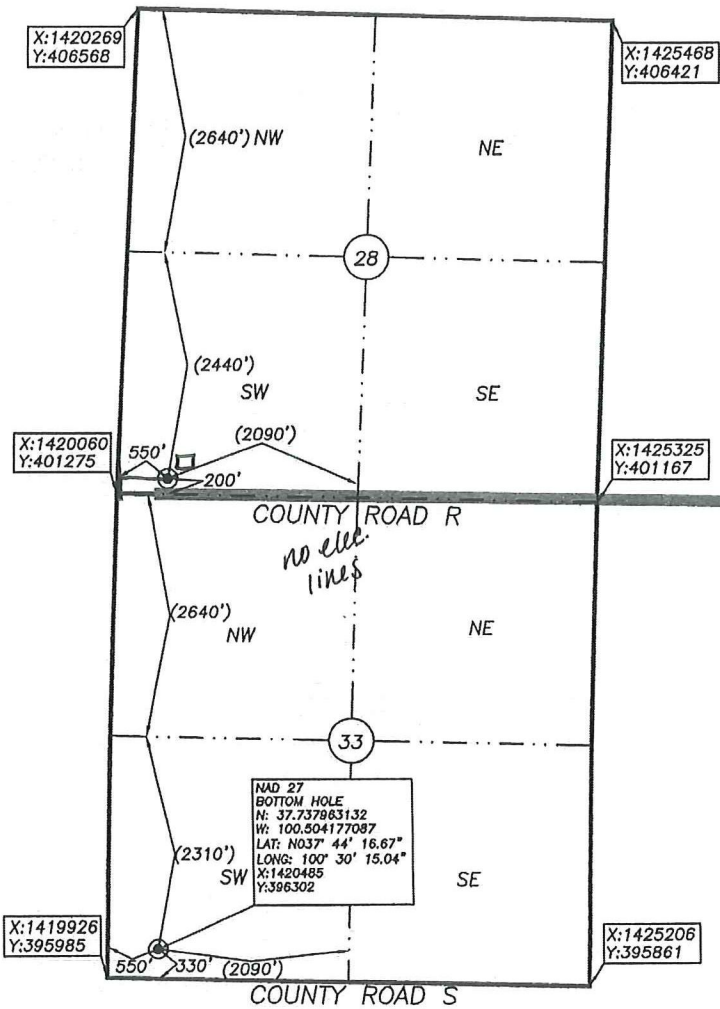 X:1420269
Y:406568
X:1425468
Y:406421
(2640') NW
NE
28
(2440')
SW
SE
(2090')
X:1420060
Y:401275
550'
200'
X:1425325
Y:401167
COUNTY ROAD R
no elec.
lines
(2640')
NW
NE
33
NAD 27
BOTTOM HOLE
N: 37.737963132
W: 100.504177087
LAT: N037° 44' 16.67"
LONG: 100° 30' 15.04"
X:1420485
Y:396302
(2310')
SW
SE
X:1419926
Y:395985
550'
330'
(2090')
X:1425206
Y:395861
COUNTY ROAD S